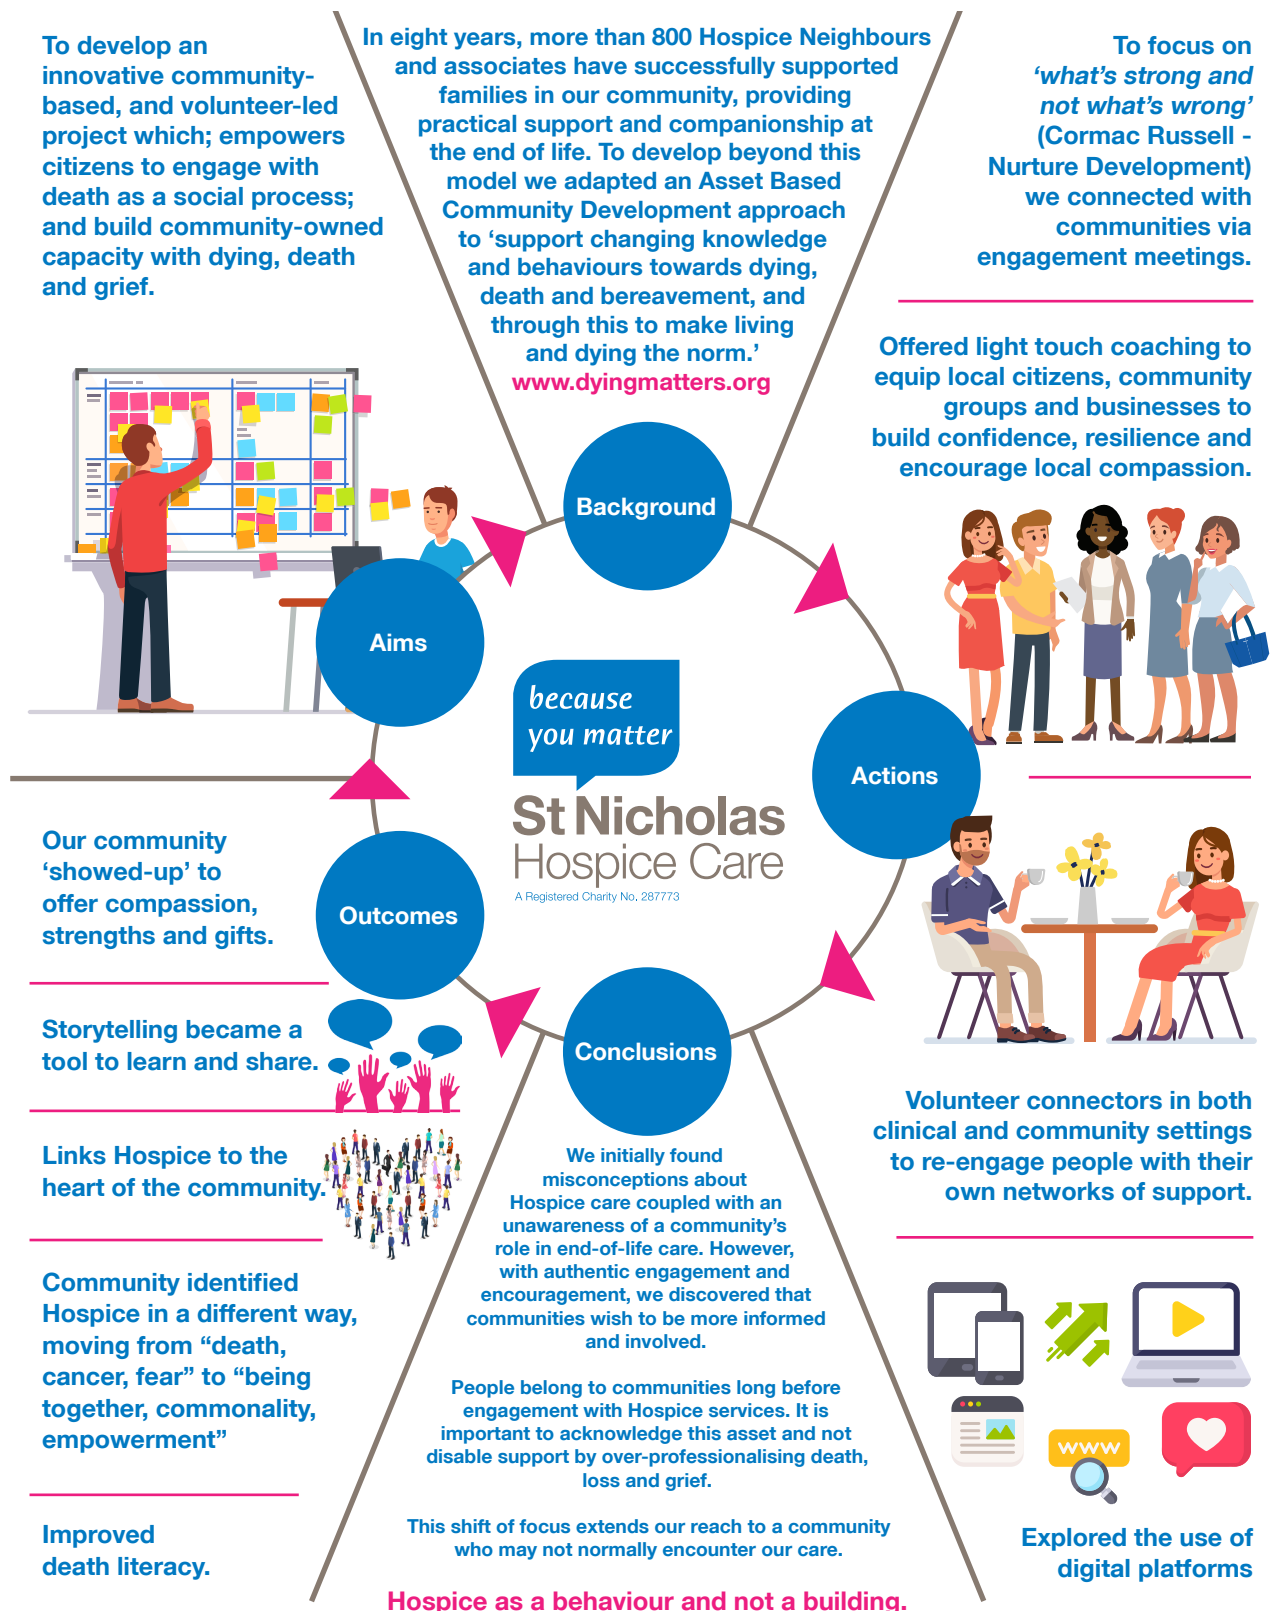 To develop an
innovative community-
based, and volunteer-led
project which; empowers
citizens to engage with
death as a social process;
and build community-owned
capacity with dying, death
and grief.
Aims
In eight years, more than 800 Hospice Neighbours
and associates have successfully supported
families in our community, providing
practical support and companionship at
the end of life. To develop beyond this
model we adapted an Asset Based
Community Development approach
to ‘support changing knowledge
and behaviours towards dying,
death and bereavement, and
through this to make living
and dying the norm.’
www.dyingmatters.org
Background
To focus on
‘what’s strong and
not what’s wrong’
(Cormac Russell -
Nurture Development)
we connected with
communities via
engagement meetings.
Offered light touch coaching to
equip local citizens, community
groups and businesses to
build confidence, resilience and
encourage local compassion.
Actions
Volunteer connectors in both
clinical and community settings
to re-engage people with their
own networks of support.
www
Explored the use of
digital platforms
because
you matter
St Nicholas
Hospice Care
A Registered Charity No. 287773
Conclusions
We initially found
misconceptions about
Hospice care coupled with an
unawareness of a community’s
role in end-of-life care. However,
with authentic engagement and
encouragement, we discovered that
communities wish to be more informed
and involved.
People belong to communities long before
engagement with Hospice services. It is
important to acknowledge this asset and not
disable support by over-professionalising death,
loss and grief.
This shift of focus extends our reach to a community
who may not normally encounter our care.
Hospice as a behaviour and not a building.
Outcomes
Our community
‘showed-up’ to
offer compassion,
strengths and gifts.
Storytelling became a
tool to learn and share.
Links Hospice to the
heart of the community.
Community identified
Hospice in a different way,
moving from “death,
cancer, fear” to “being
together, commonality,
empowerment”
Improved
death literacy.